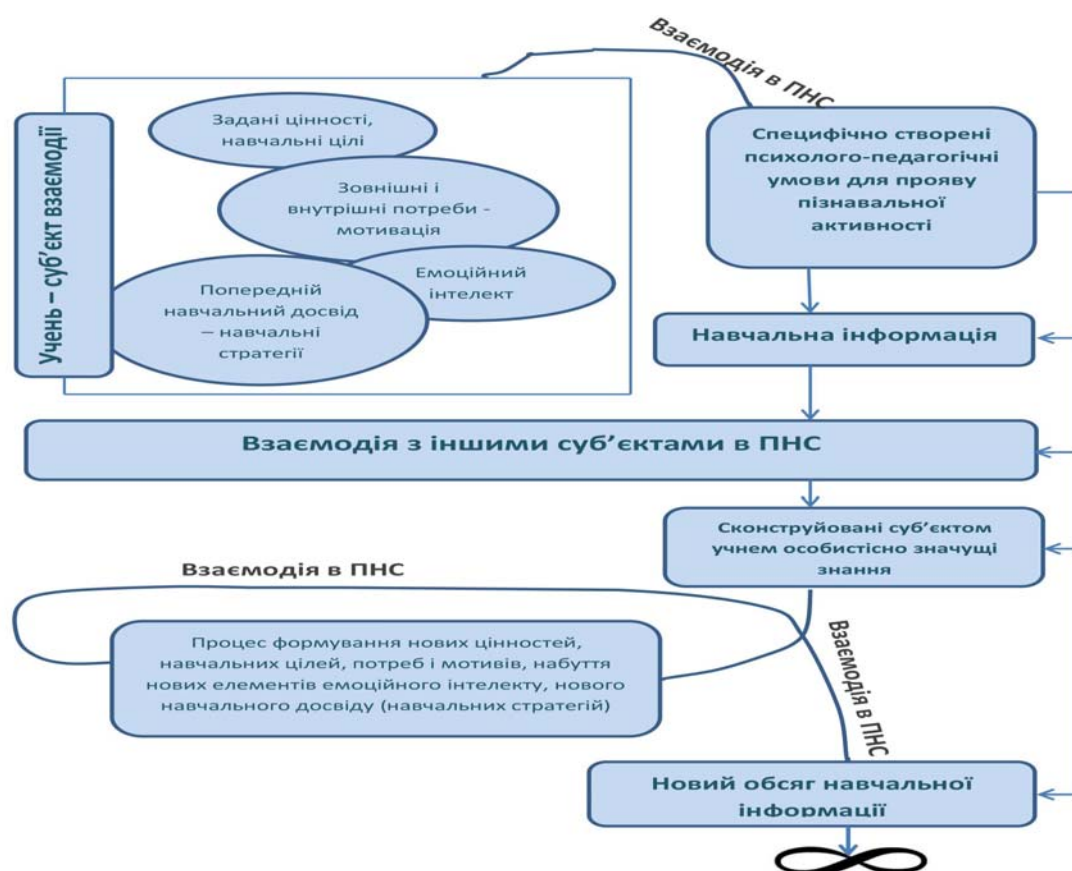 Взаємодія в ПНС
Учень – суб’єкт взаємодії
Задані цінності,
навчальні цілі
Зовнішні і
внутрішні потреби -
мотивація
Емоційний
інтелект
Попередній
навчальний досвід
– навчальні
стратегії
Специфічно створені
психолого-педагогічні
умови для прояву
пізнавальної
активності
Навчальна інформація
Взаємодія з іншими суб’єктами в ПНС
Сконструйовані суб’єктом
учнем особистісно значущі
знання
Взаємодія в ПНС
Процес формування нових цінностей,
навчальних цілей, потреб і мотивів, набуття
нових елементів емоційного інтелекту, нового
навчального досвіду (навчальних стратегій)
Взаємодія в ПНС
Новий обсяг навчальної
інформації